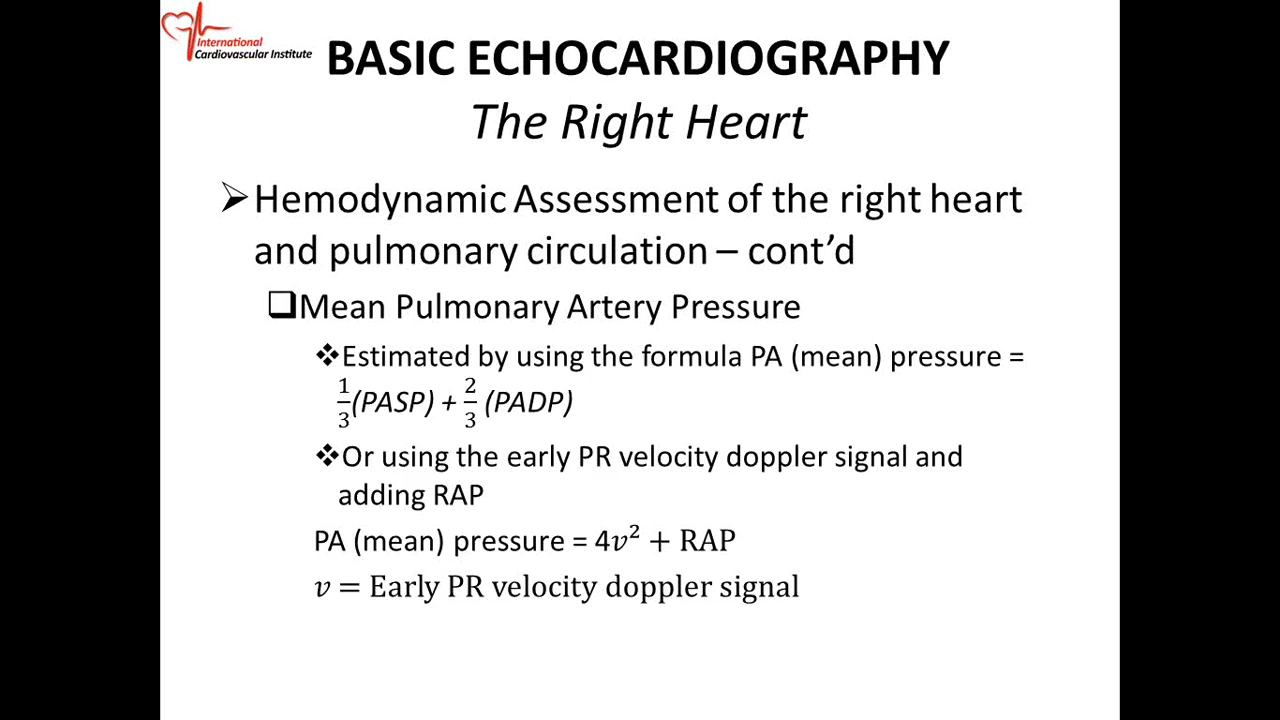 International
Cardiovascular Institute
BASIC ECHOCARDIOGRAPHY
The Right Heart
➢Hemodynamic Assessment of the right heart
and pulmonary circulation – cont’d
❑Mean Pulmonary Artery Pressure
❖Estimated by using the formula PA (mean) pressure =
1/3(PASP) + 2/3 (PADP)
❖Or using the early PR velocity doppler signal and
adding RAP
PA (mean) pressure = 4𝑣² + RAP
𝑣 = Early PR velocity doppler signal